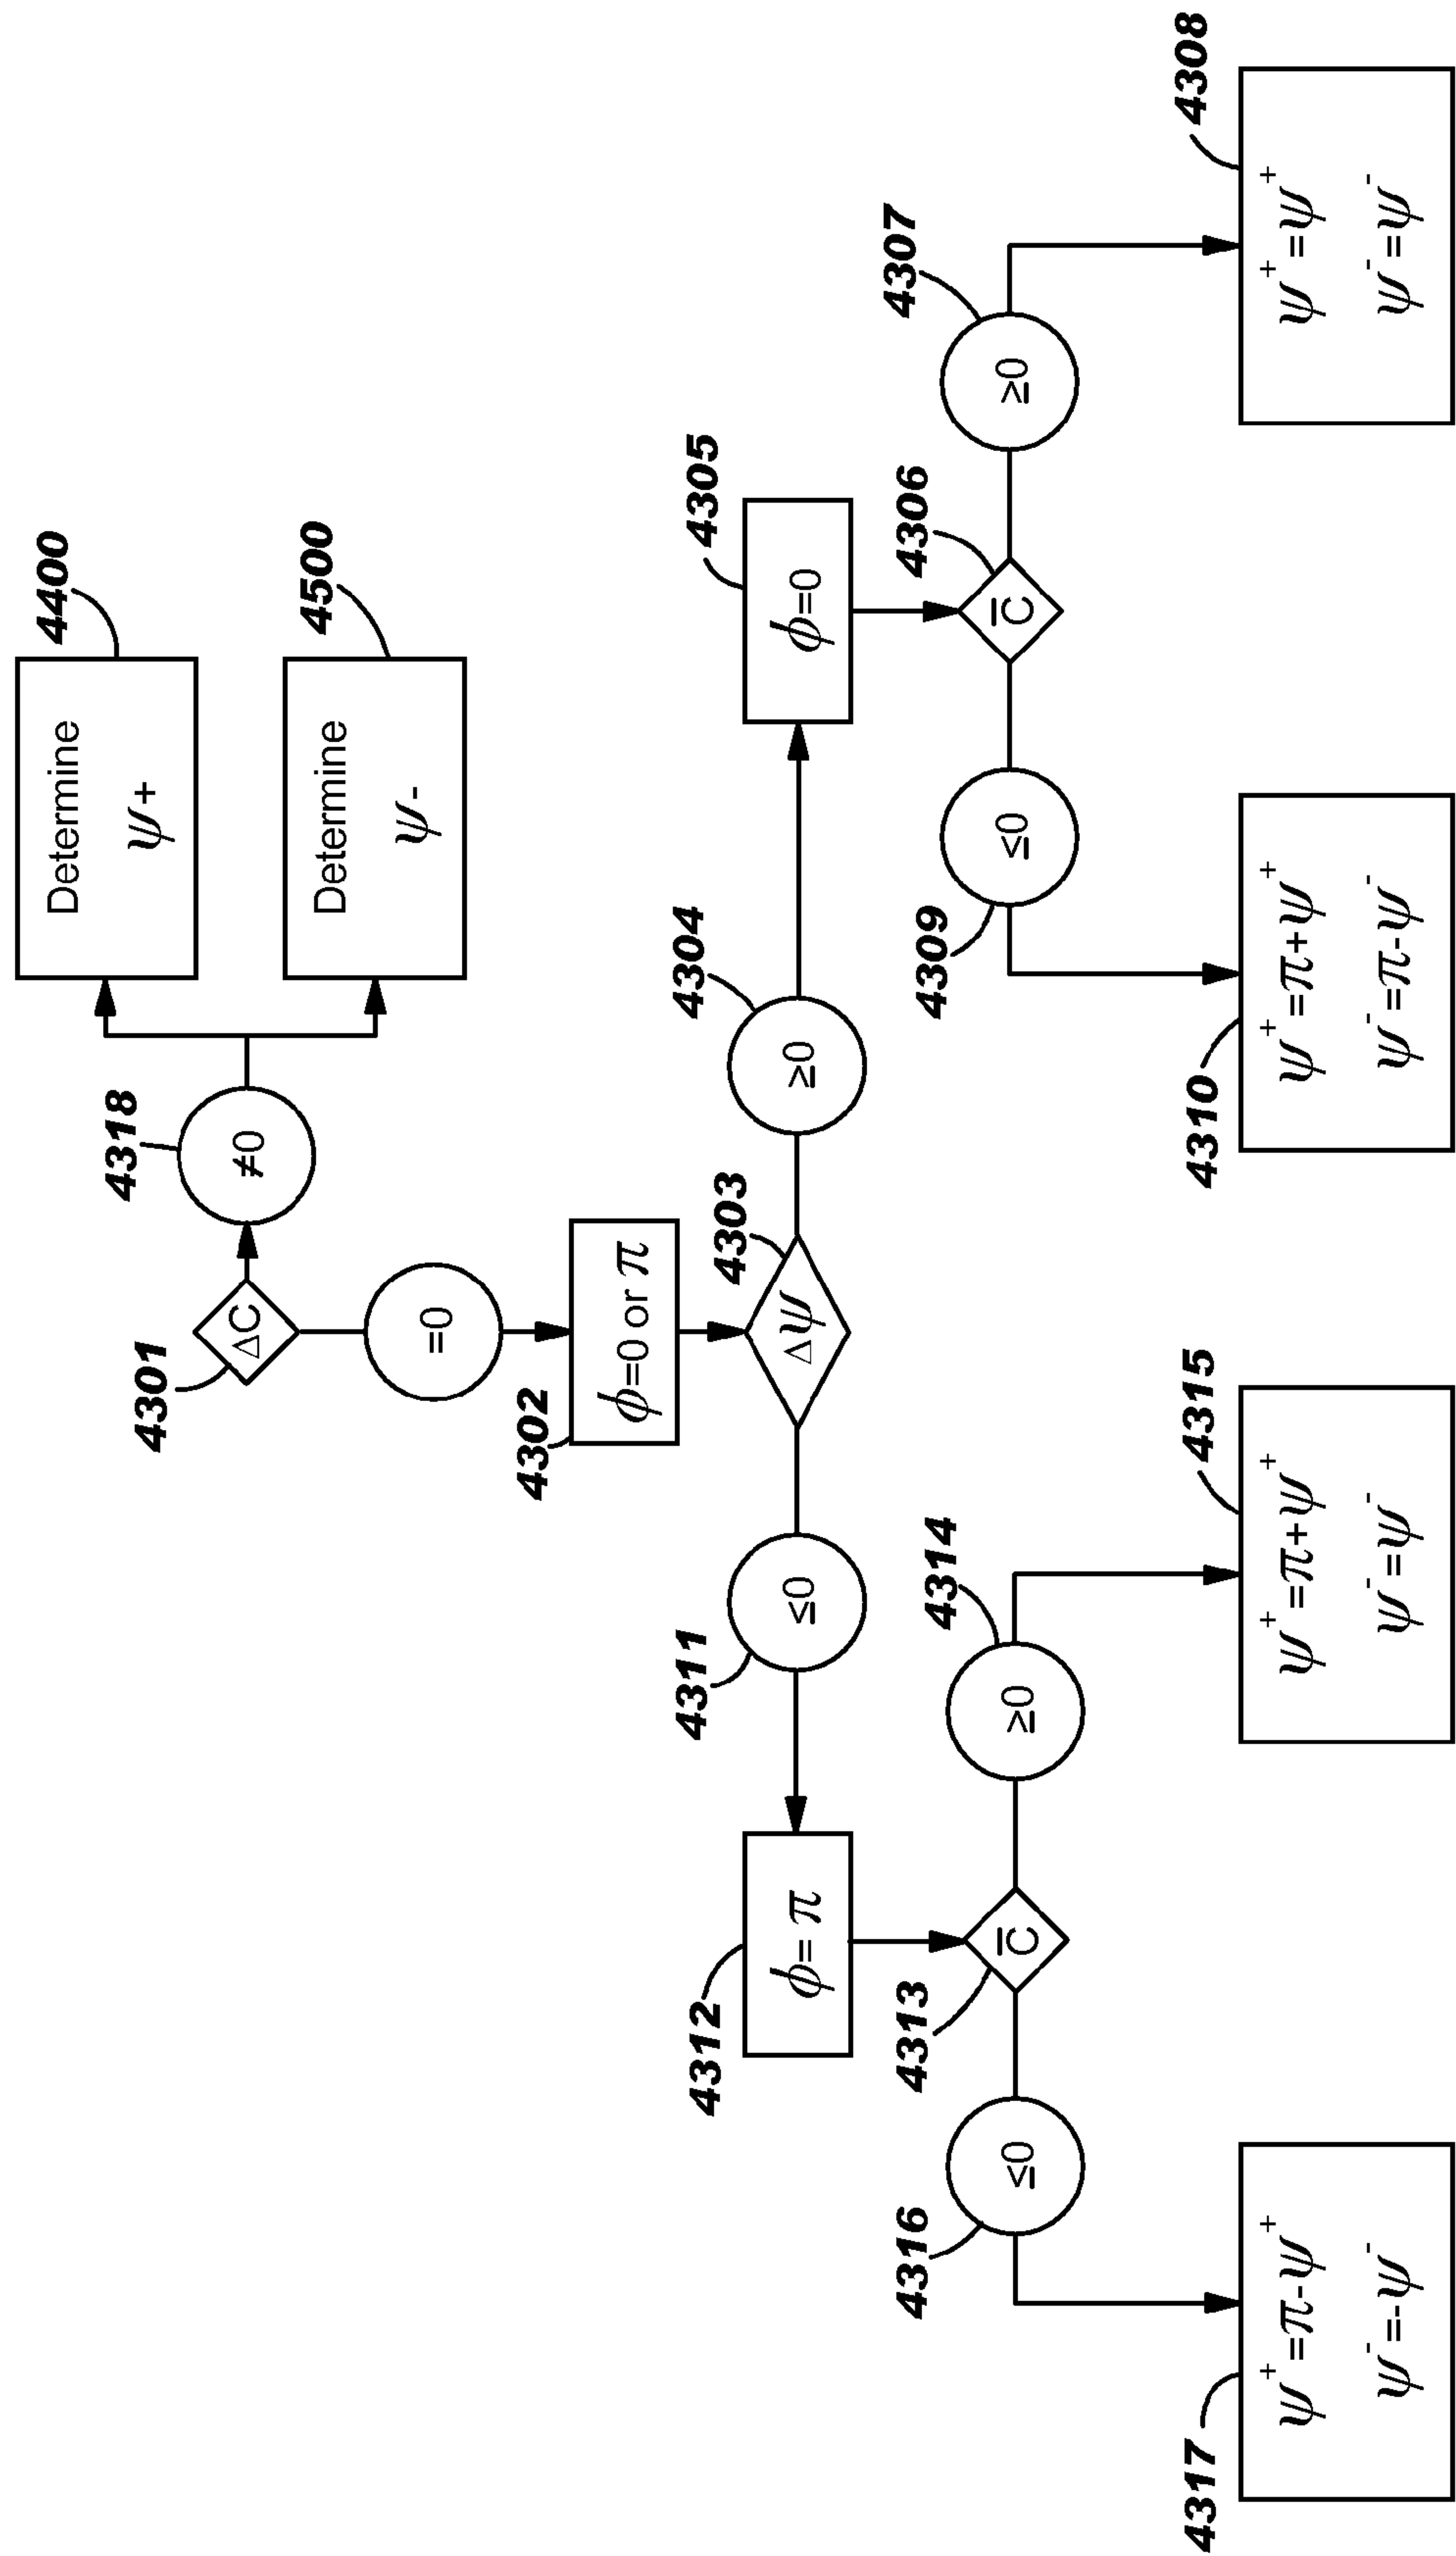 4400
Determine
ψ+
4318
≠0
4500
Determine
ψ-
4301
ΔC
=0
4302
ϕ=0 or π
4311
≤0
4303
Δψ
4304
≥0
4312
ϕ= π
4305
ϕ=0
4316
≤0
4313
C̅
4314
≥0
4309
≤0
4306
C̅
4307
≥0
4317
ψ⁺=π-ψ⁺
ψ⁻=-ψ⁻
4315
ψ⁺=π+ψ⁺
ψ⁻=ψ⁻
4310
ψ⁺=π+ψ⁺
ψ⁻=π-ψ⁻
4308
ψ⁺=ψ⁺
ψ⁻=ψ⁻